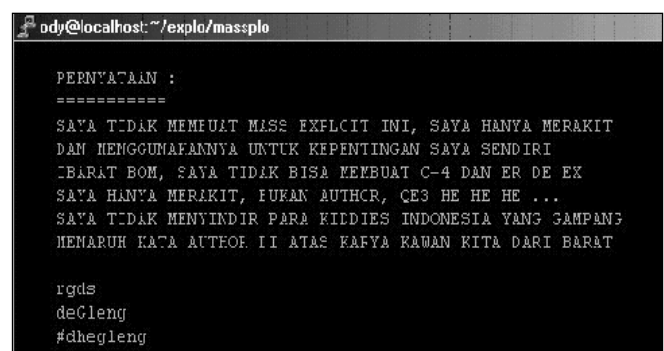 ody@localhost:~/explo/massplo
PERNYATAAN :
===========
SAYA TIDAK MEMBUAT MASS EXPLOIT INI, SAYA HANYA MERAKIT
DAN MENGGUNAKANNYA UNTUK KEPENTINGAN SAYA SENDIRI
IBARAT BOM, SAYA TIDAK BISA MEMBUAT C-4 DAN ER DE EX
SAYA HANYA MERAKIT, BUKAN AUTHOR, HE HE HE ...
SAYA TIDAK MENYINDIR PARA KIDDIES INDONESIA YANG GAMPANG
MENARUH KATA AUTHOR DI ATAS KARYA KAWAN KITA DARI BARAT
rgds
deGleng
#dhegleng